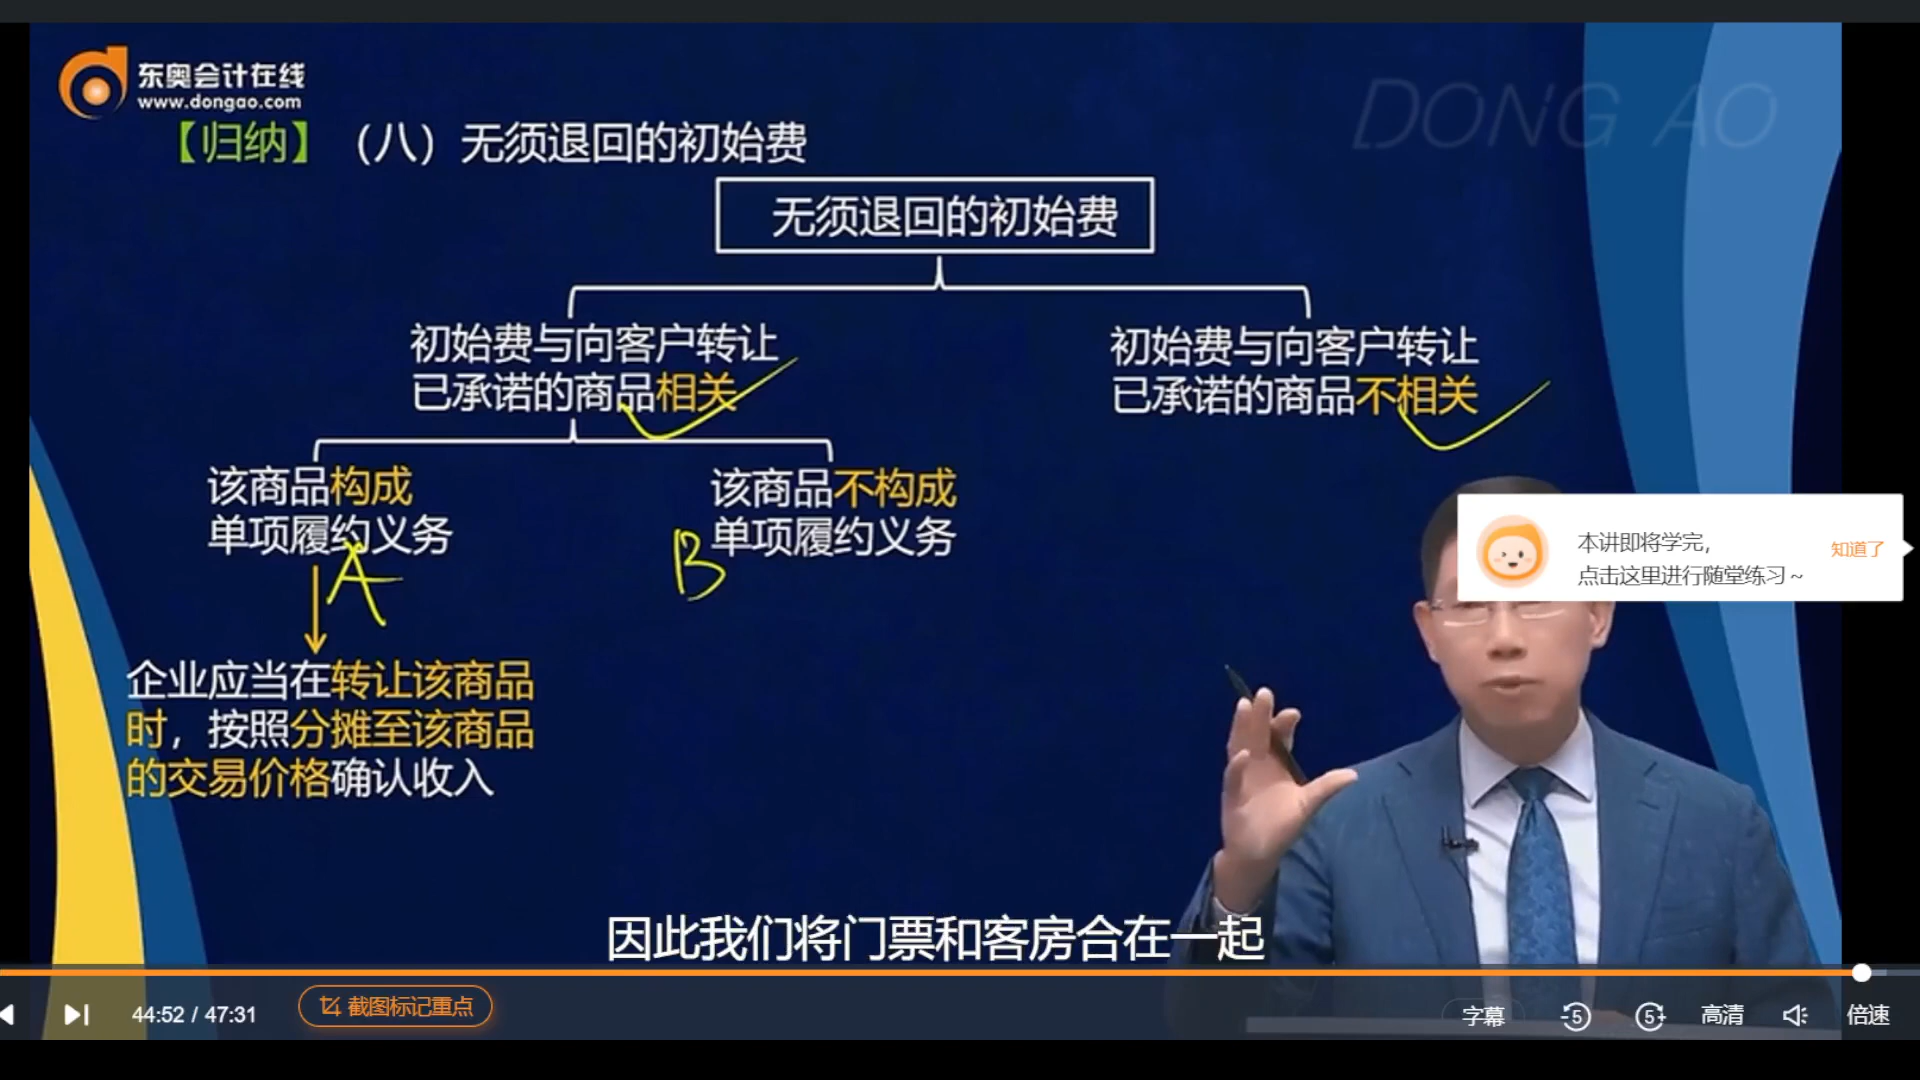 东奥会计在线
www.dongao.com
DONG AO
【归纳】（八）无须退回的初始费
无须退回的初始费
初始费与向客户转让
已承诺的商品相关
初始费与向客户转让
已承诺的商品不相关
该商品构成
单项履约义务
A
该商品不构成
单项履约义务
B
企业应当在转让该商品
时，按照分摊至该商品
的交易价格确认收入
本讲即将学完，
点击这里进行随堂练习~
知道了
因此我们将门票和客房合在一起
44:52 / 47:31
截图标记重点
字幕
5
5
高清
倍速